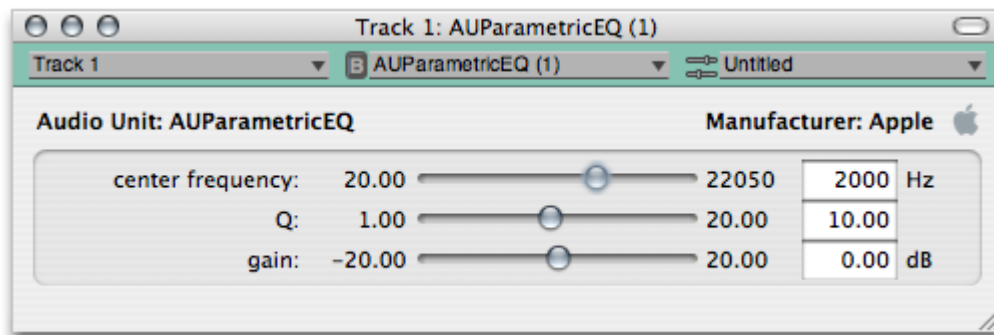 Track 1: AUParametricEQ (1)
Track 1 B AUParametricEQ (1) Untitled
Audio Unit: AUParametricEQ Manufacturer: Apple
center frequency: 20.00 22050 2000 Hz
Q: 1.00 20.00 10.00
gain: -20.00 20.00 0.00 dB